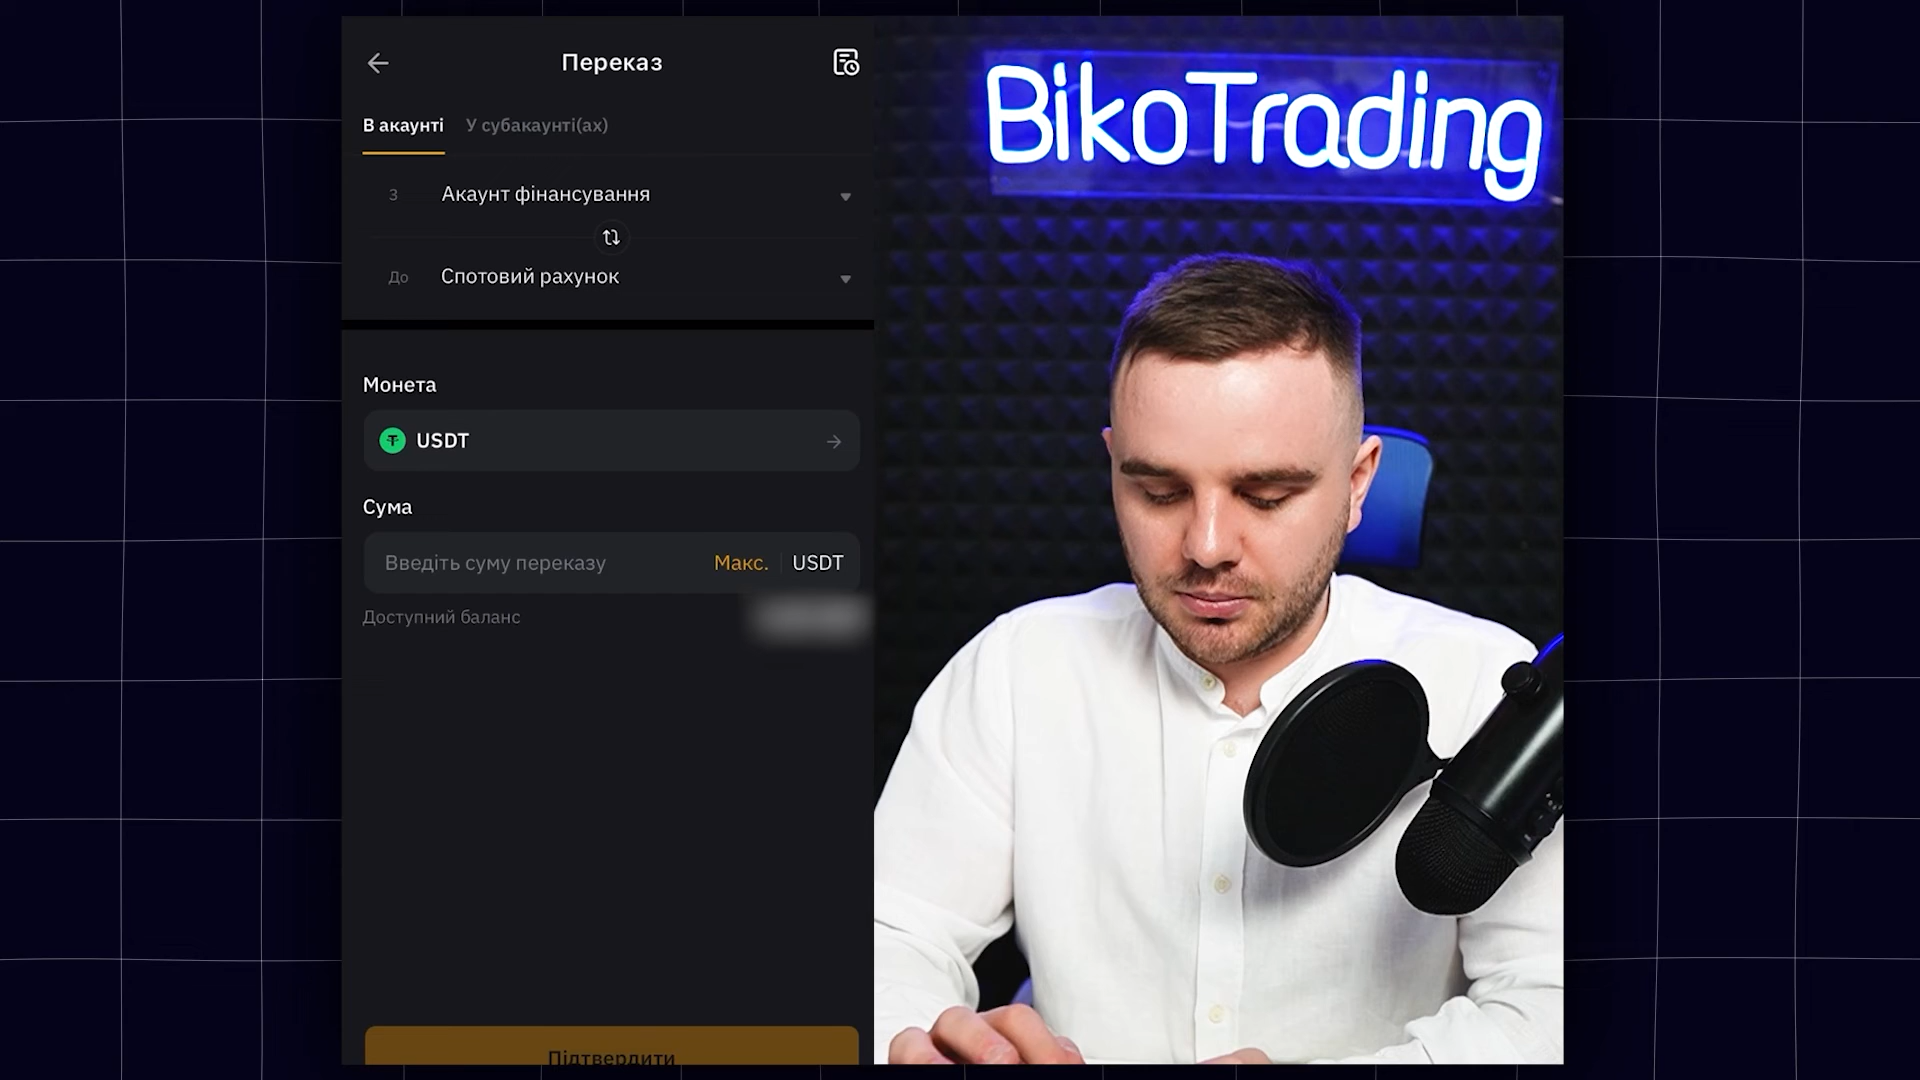 Переказ
В акаунті У субакаунті(ах)
З Акаунт фінансування
До Спотовий рахунок
Монета
USDT
Сума
Введіть суму переказу Макс. USDT
Доступний баланс
Підтвердити
BikoTrading